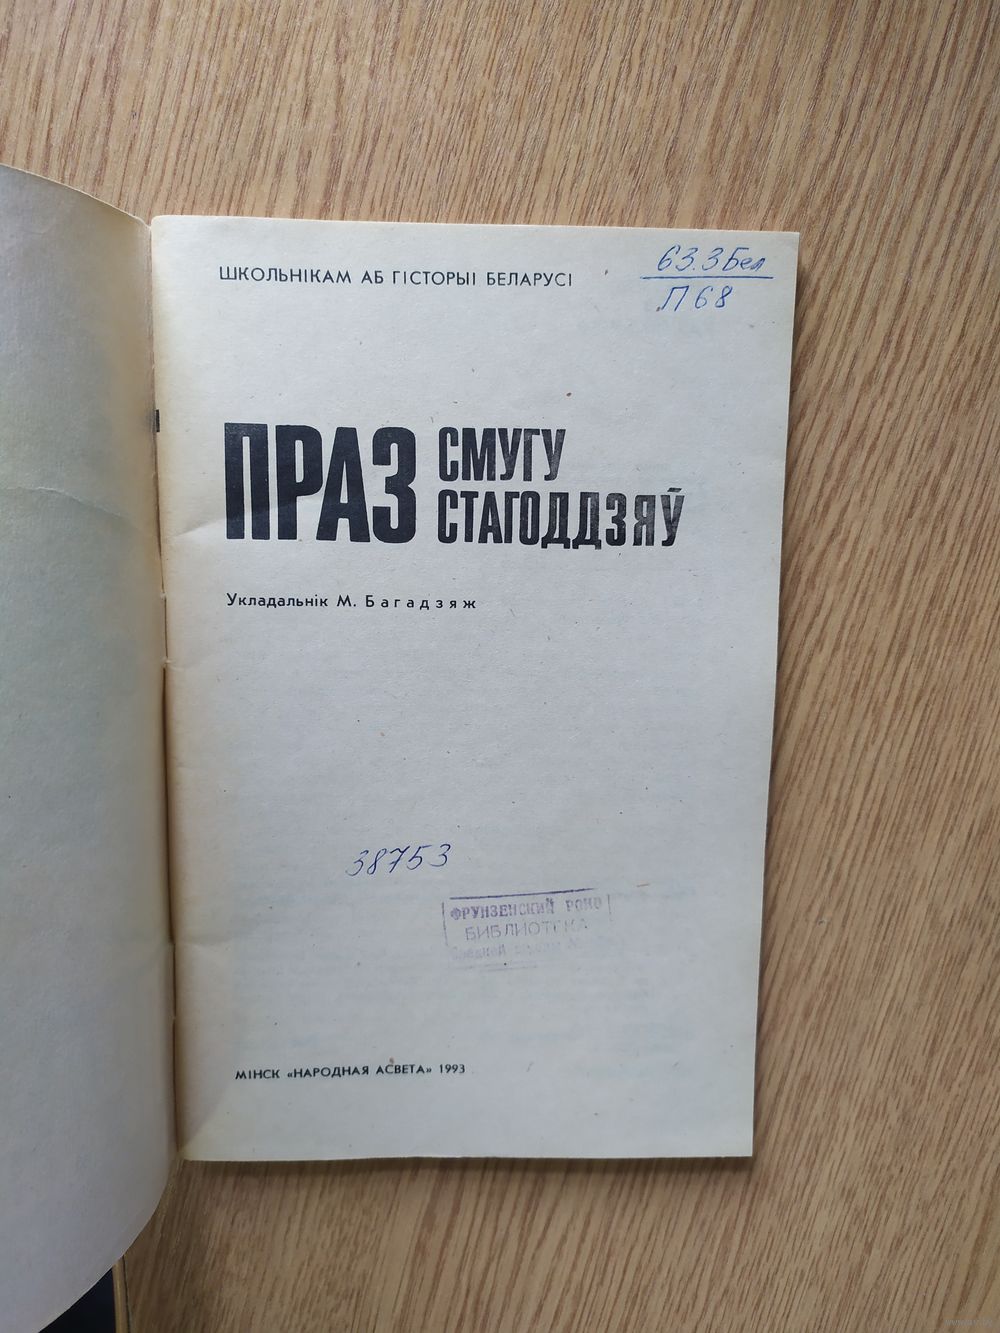 ШКОЛЬНІКАМ АБ ГІСТОРЫІ БЕЛАРУСІ
63.3Бел
П68
ПРАЗ СМУГУ
СТАГОДДЗЯЎ
Укладальнік М. Багадзяж
38753
ФРУНЗЕНСКИЙ РОНО
БИБЛИОТЕКА
МІНСК «НАРОДНАЯ АСВЕТА» 1993